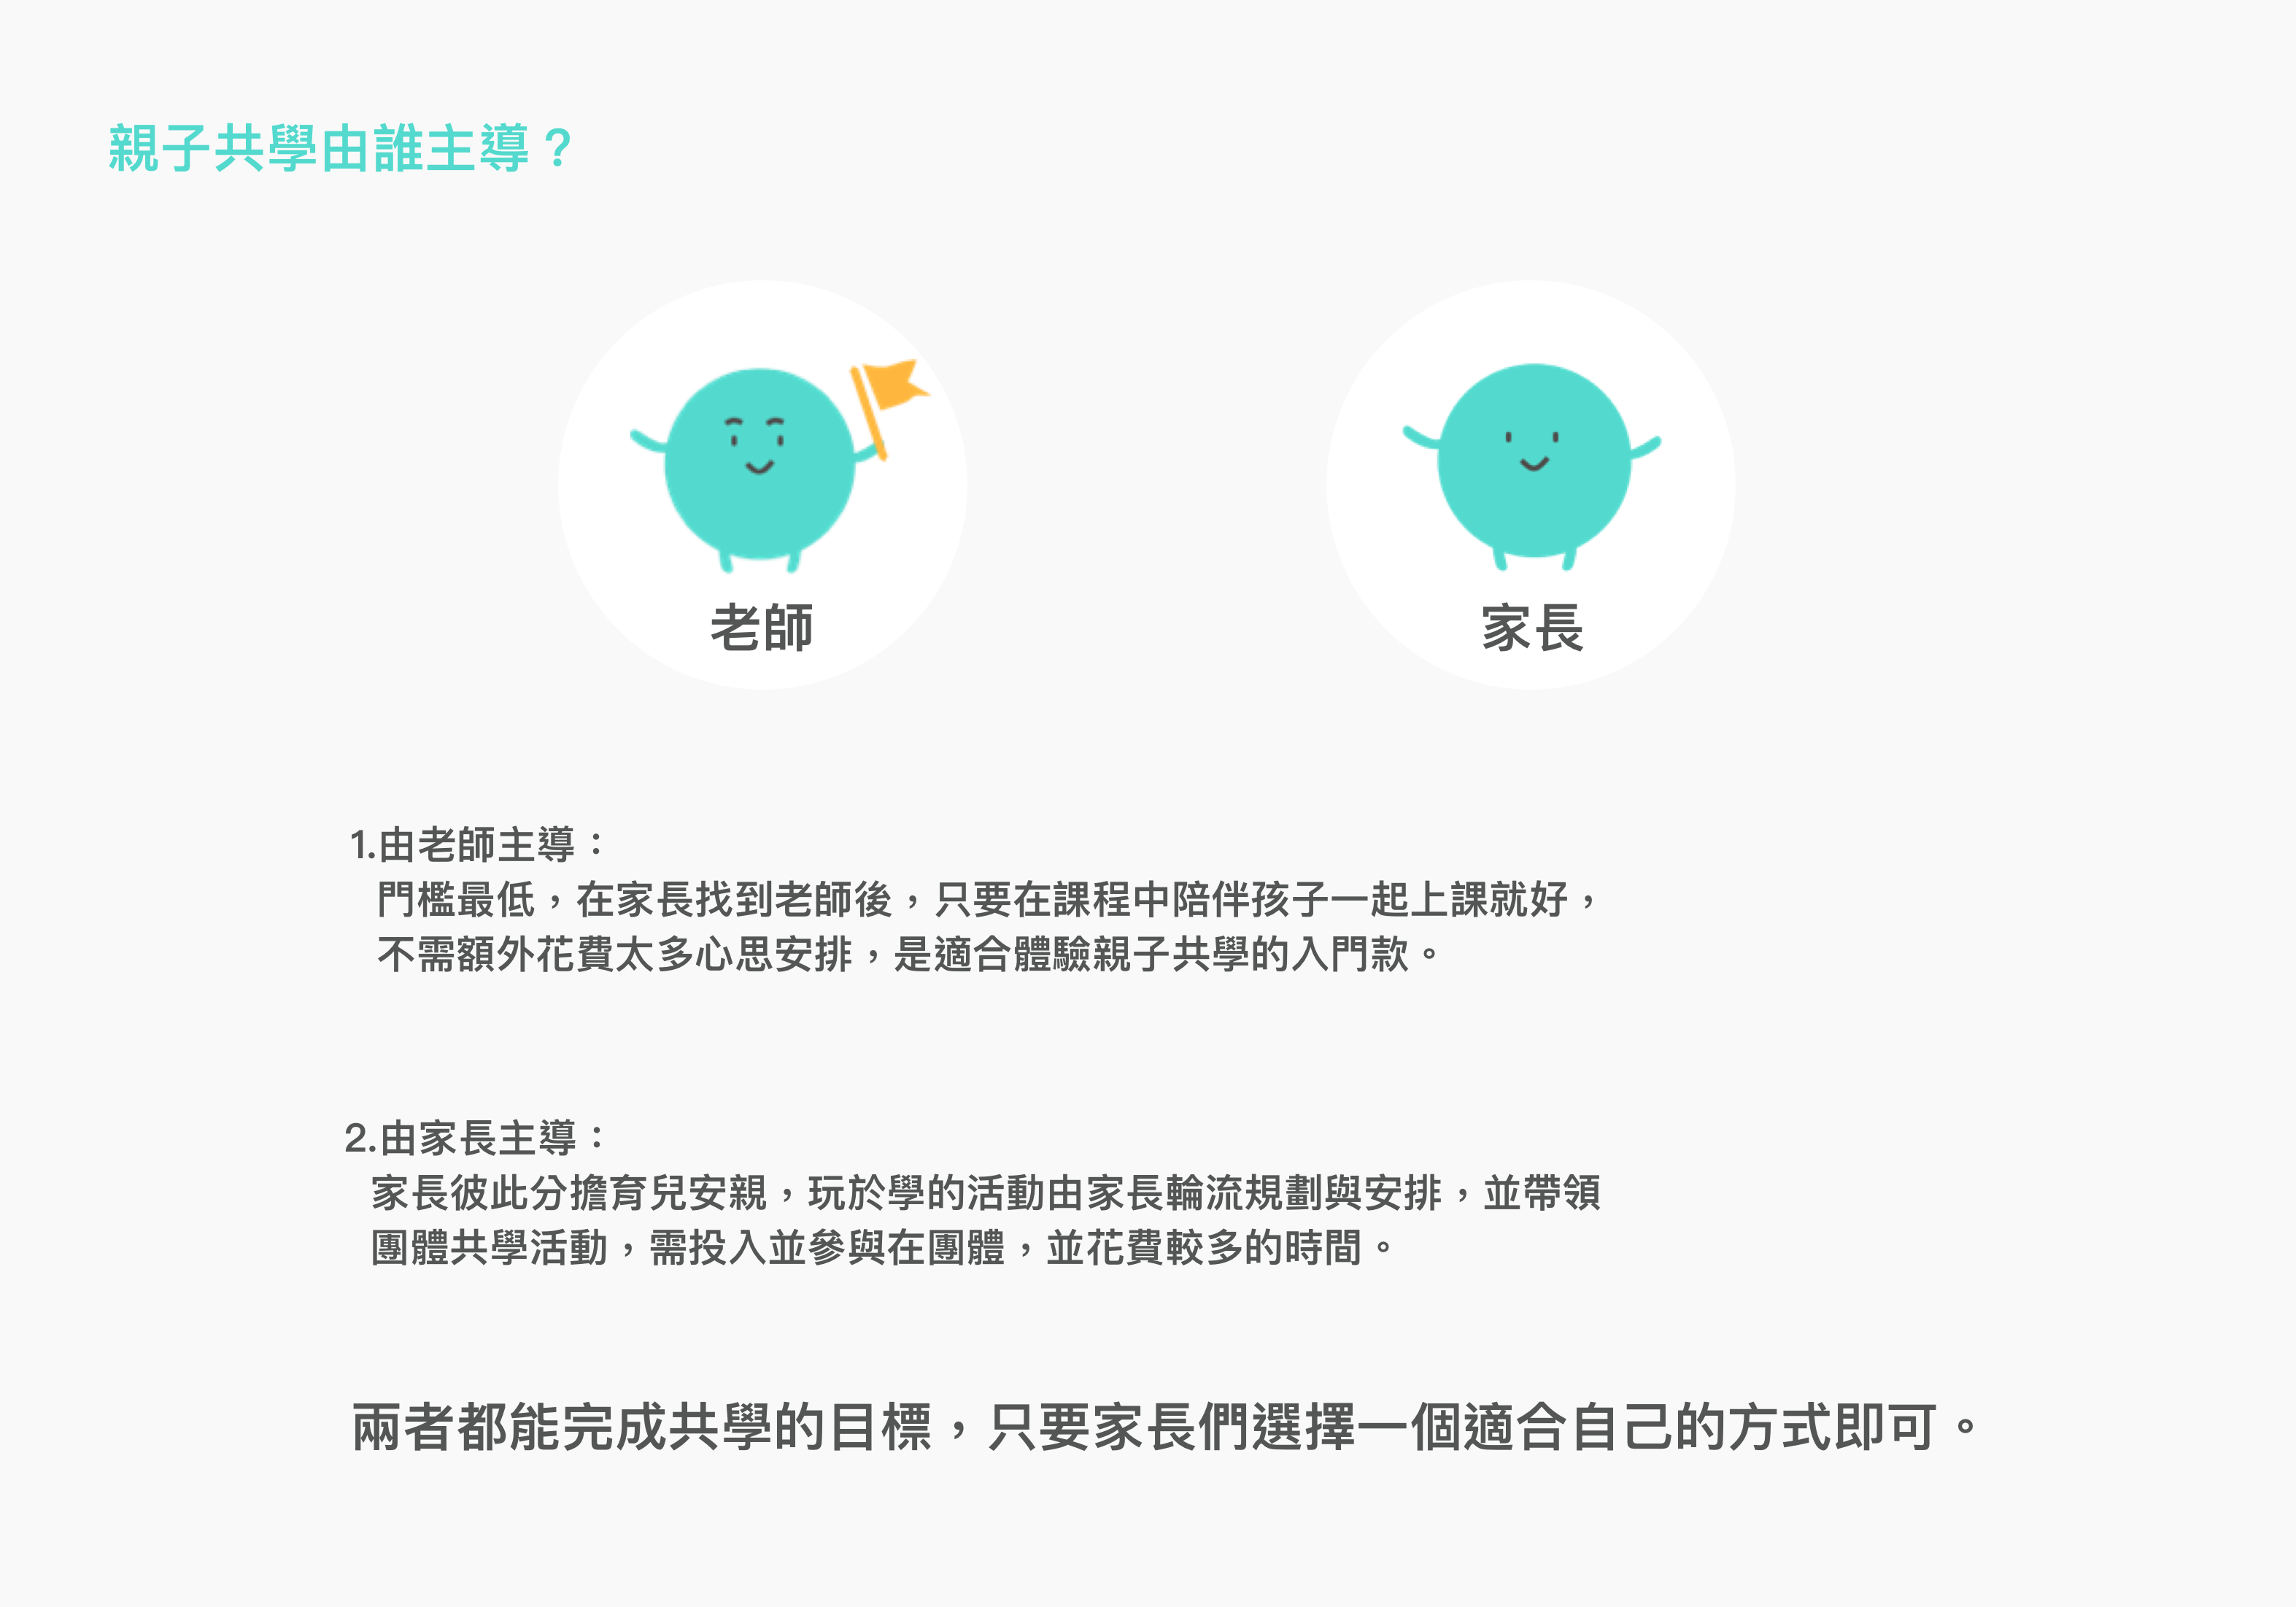 親子共學由誰主導？
老師
家長
1.由老師主導：
門檻最低，在家長找到老師後，只要在課程中陪伴孩子一起上課就好，
不需額外花費太多心思安排，是適合體驗親子共學的入門款。
2.由家長主導：
家長彼此分擔育兒安親，玩於學的活動由家長輪流規劃與安排，並帶領
團體共學活動，需投入並參與在團體，並花費較多的時間。
兩者都能完成共學的目標，只要家長們選擇一個適合自己的方式即可。